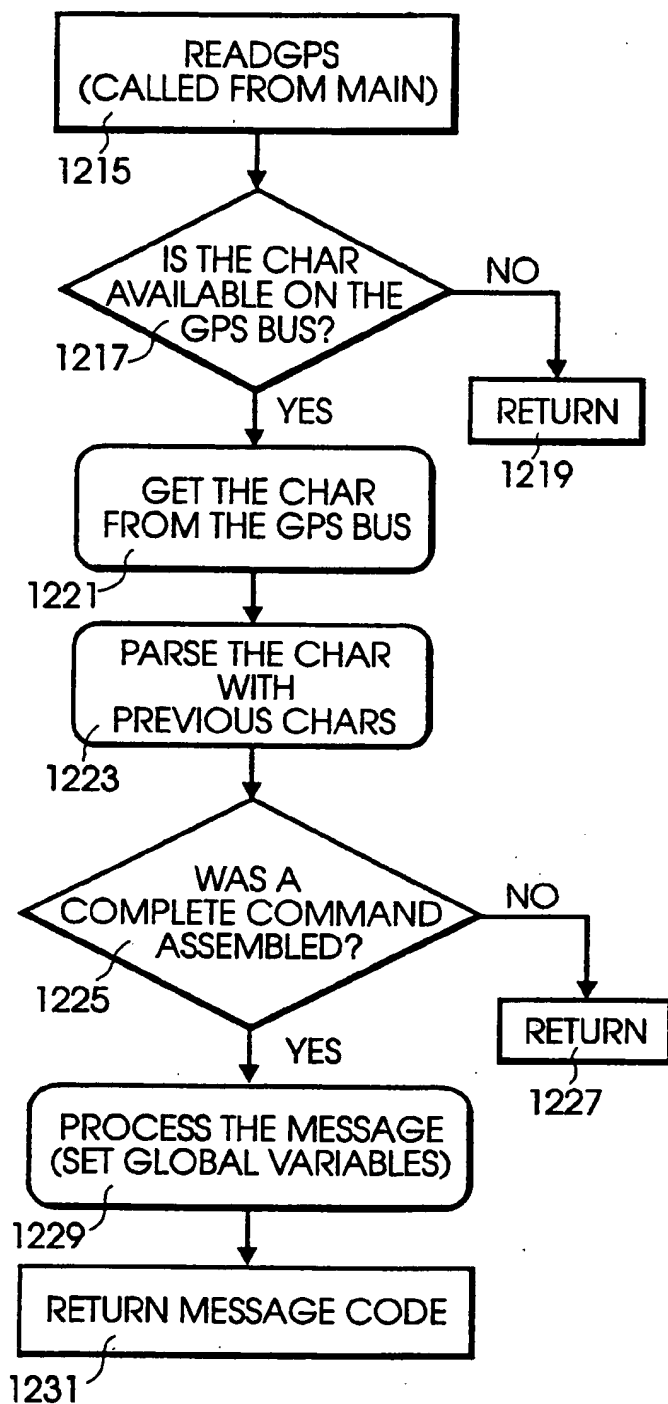 READGPS
(CALLED FROM MAIN)
1215
IS THE CHAR
AVAILABLE ON THE
GPS BUS?
1217
NO
RETURN
1219
YES
GET THE CHAR
FROM THE GPS BUS
1221
PARSE THE CHAR
WITH
PREVIOUS CHARS
1223
WAS A
COMPLETE COMMAND
ASSEMBLED?
1225
NO
RETURN
1227
YES
PROCESS THE MESSAGE
(SET GLOBAL VARIABLES)
1229
RETURN MESSAGE CODE
1231